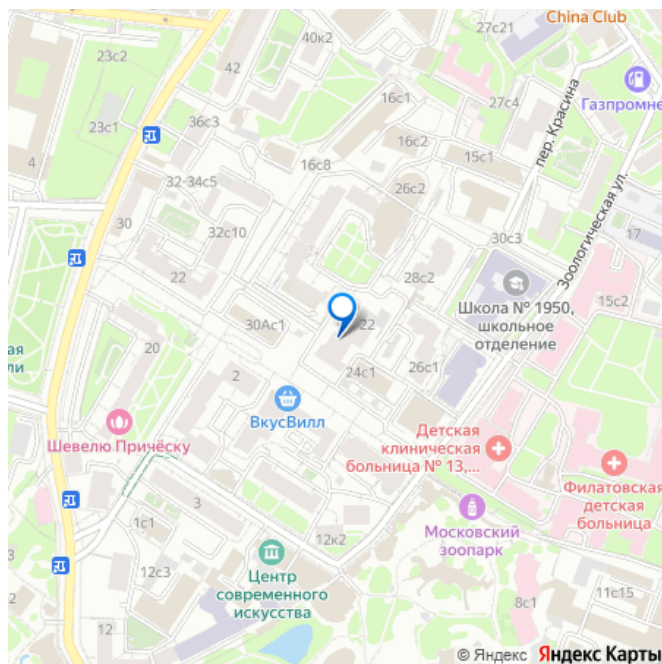 China Club
27с21
40к2
23с2
42
27с4
Газпромне
16с1
23с1
36с3
16с2
15с1
пер. Красина
4
16с8
32-34с5
26с2
Зоологическая ул.
30
32с10
30с3
17
22
28с2
Школа № 1950,
школьное
отделение
15с2
30Ас1
22
ая
ли
20
2
24с1
26с1
ВкусВилл
Шевелю Причёску
Детская
клиническая
больница № 13,...
Филатовская
детская
больница
3
1с1
Московский
зоопарк
12к2
Центр
современного
искусства
12с3
12
8с1
11с15
© Яндекс Яндекс Карты